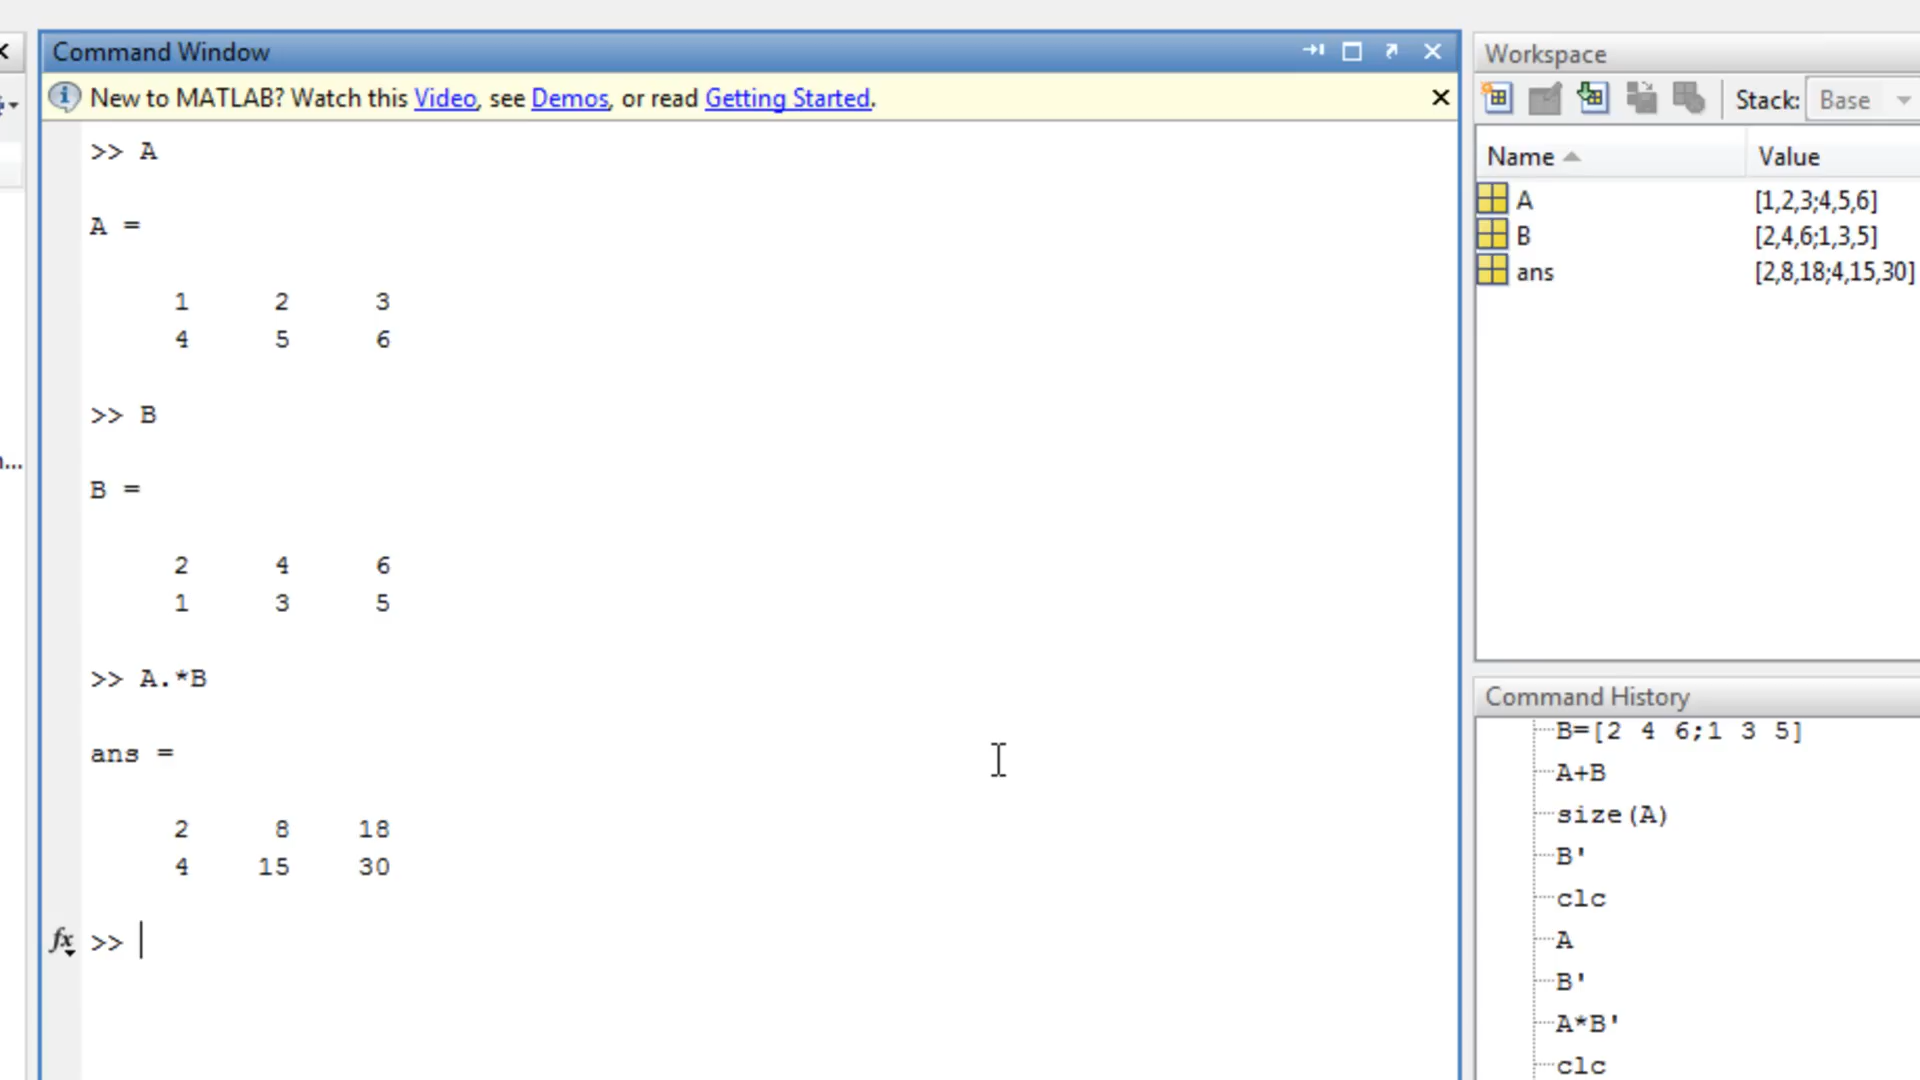 Command Window
New to MATLAB? Watch this Video, see Demos, or read Getting Started.
>> A
A =
1 2 3
4 5 6
>> B
B =
2 4 6
1 3 5
>> A.*B
ans =
2 8 18
4 15 30
fx >>
Workspace
Stack: Base
Name Value
A [1,2,3;4,5,6]
B [2,4,6;1,3,5]
ans [2,8,18;4,15,30]
Command History
B=[2 4 6;1 3 5]
A+B
size(A)
B'
clc
A
B'
A*B'
clc